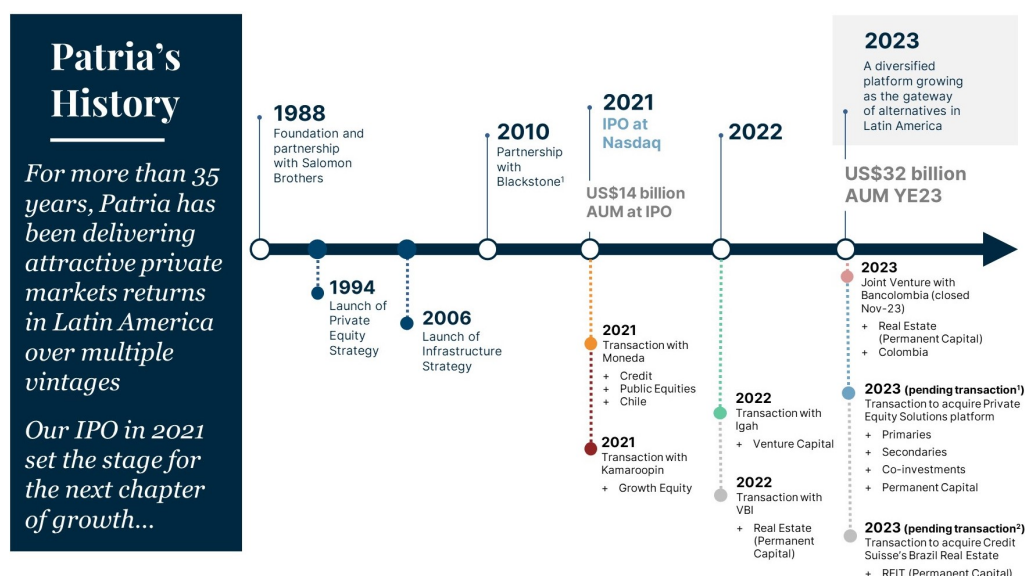 Patria’s
History
For more than 35
years, Patria has
been delivering
attractive private
markets returns
in Latin America
over multiple
vintages
Our IPO in 2021
set the stage for
the next chapter
of growth...
1988
Foundation and
partnership
with Salomon
Brothers
1994
Launch of
Private
Equity
Strategy
2006
Launch of
Infrastructure
Strategy
2010
Partnership
with
Blackstone¹
2021
IPO at
Nasdaq
US$14 billion
AUM at IPO
2021
Transaction with
Moneda
+ Credit
+ Public Equities
+ Chile
2021
Transaction with
Kamaroopin
+ Growth Equity
2022
2022
Transaction with
Igah
+ Venture Capital
2022
Transaction with
VBI
+ Real Estate
(Permanent
Capital)
2023
A diversified
platform growing
as the gateway
of alternatives in
Latin America
US$32 billion
AUM YE23
2023
Joint Venture with
Bancolombia (closed
Nov-23)
+ Real Estate
(Permanent Capital)
+ Colombia
2023 (pending transaction¹)
Transaction to acquire Private
Equity Solutions platform
+ Primaries
+ Secondaries
+ Co-investments
+ Permanent Capital
2023 (pending transaction²)
Transaction to acquire Credit
Suisse’s Brazil Real Estate
+ REIT (Permanent Capital)